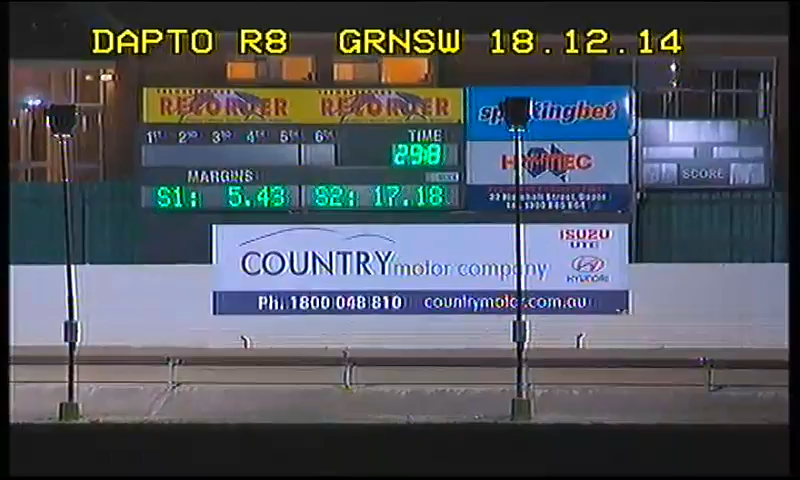 DAPTO R8 GRNSW 18.12.14
RECORDER RECORDER
sportingbet
1ST 2ND 3RD 4TH 5TH 6TH TIME
298
HYTEC
SCORE
MARGINS
S1: 5.43 S2: 17.18
ISUZU
UTE
COUNTRY motor company
HYUNDAI
Ph. 1800 048 810 countrymotor.com.au